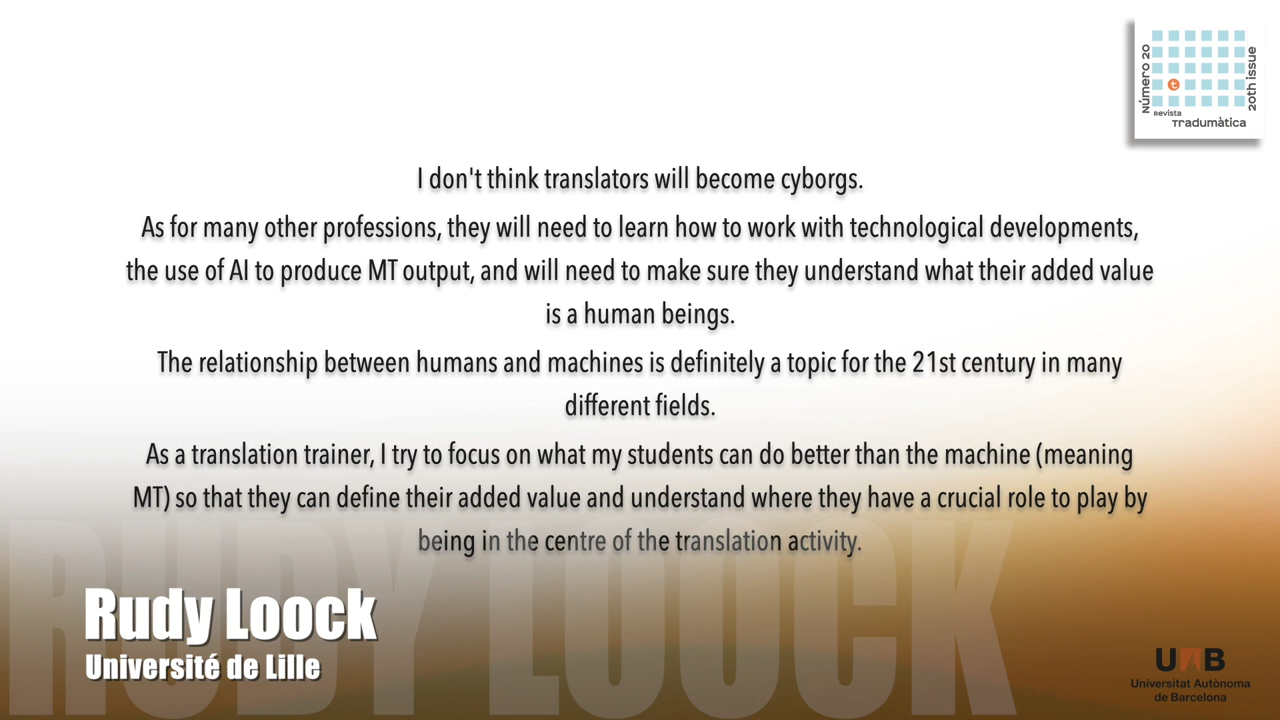 Número 20
20th issue
t
Revista
Tradumàtica
I don't think translators will become cyborgs.
As for many other professions, they will need to learn how to work with technological developments,
the use of AI to produce MT output, and will need to make sure they understand what their added value
is a human beings.
The relationship between humans and machines is definitely a topic for the 21st century in many
different fields.
As a translation trainer, I try to focus on what my students can do better than the machine (meaning
MT) so that they can define their added value and understand where they have a crucial role to play by
being in the centre of the translation activity.
RUDY LOOCK
Rudy Loock
Université de Lille
UAB
Universitat Autònoma
de Barcelona